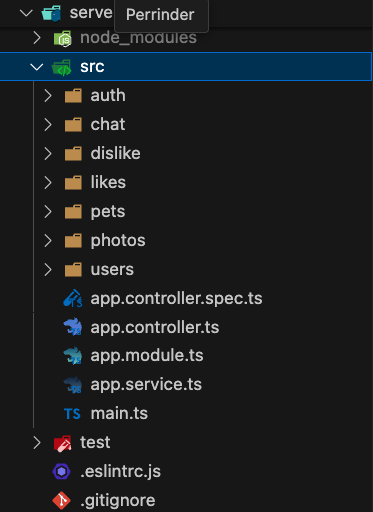 serve
Perrinder
node_modules
src
auth
chat
dislike
likes
pets
photos
users
app.controller.spec.ts
app.controller.ts
app.module.ts
app.service.ts
TS main.ts
test
.eslintrc.js
.gitignore